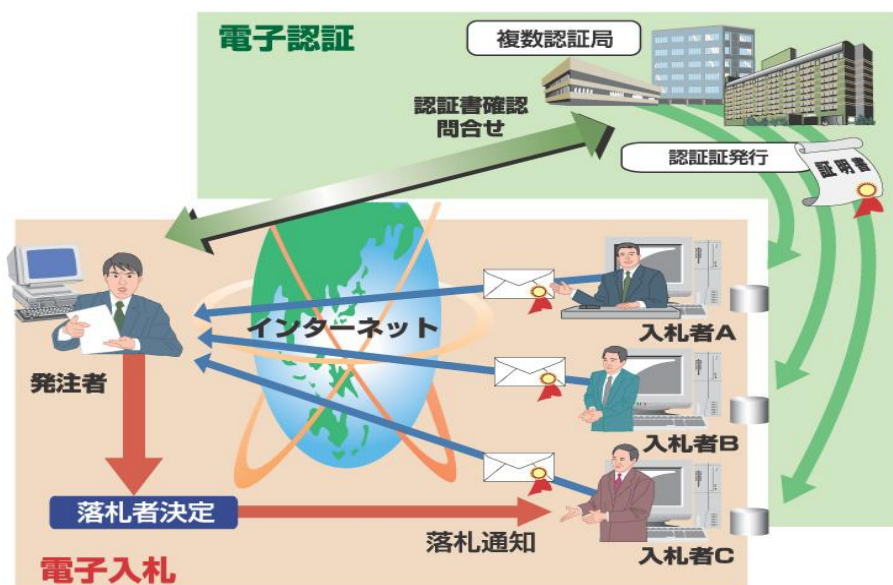 電子認証
複数認証局
認証書確認
問合せ
認証証発行
証明書
インターネット
発注者
入札者A
入札者B
入札者C
落札者決定
落札通知
電子入札